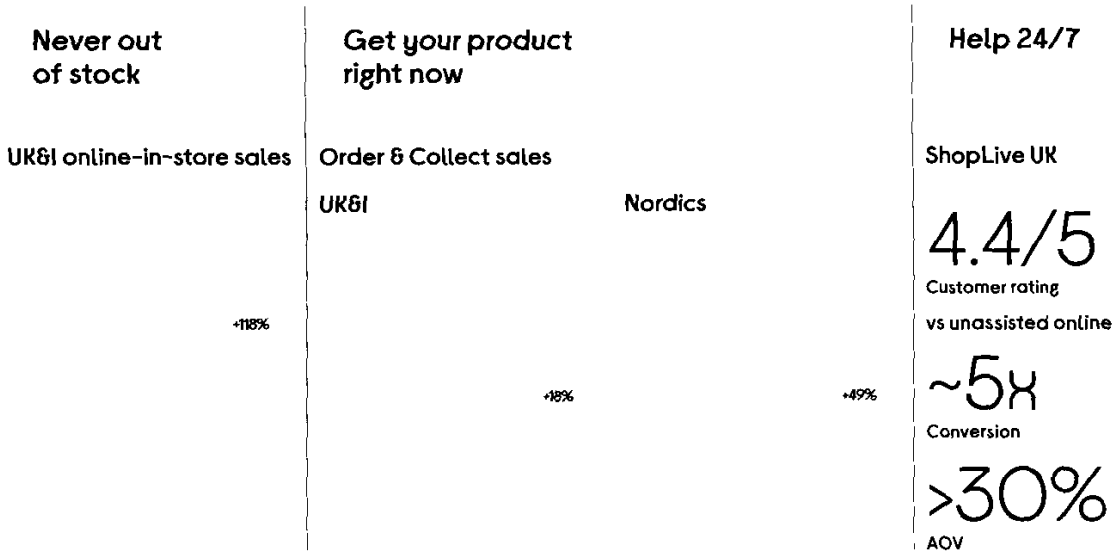 Never out
of stock
UK&I online-in-store sales
+118%
Get your product
right now
Order & Collect sales
UK&I
+18%
Nordics
+49%
Help 24/7
ShopLive UK
4.4/5
Customer rating
vs unassisted online
~5x
Conversion
>30%
AOV